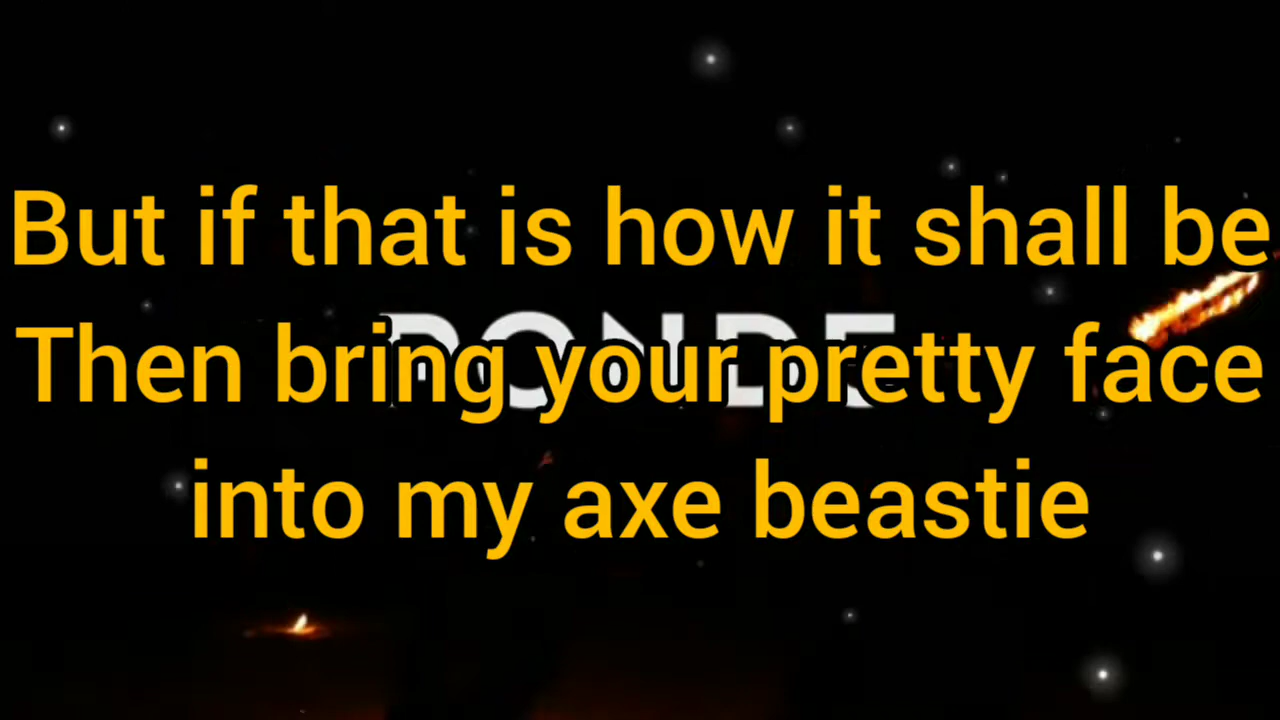 But if that is how it shall be
Then bring your pretty face
into my axe beastie